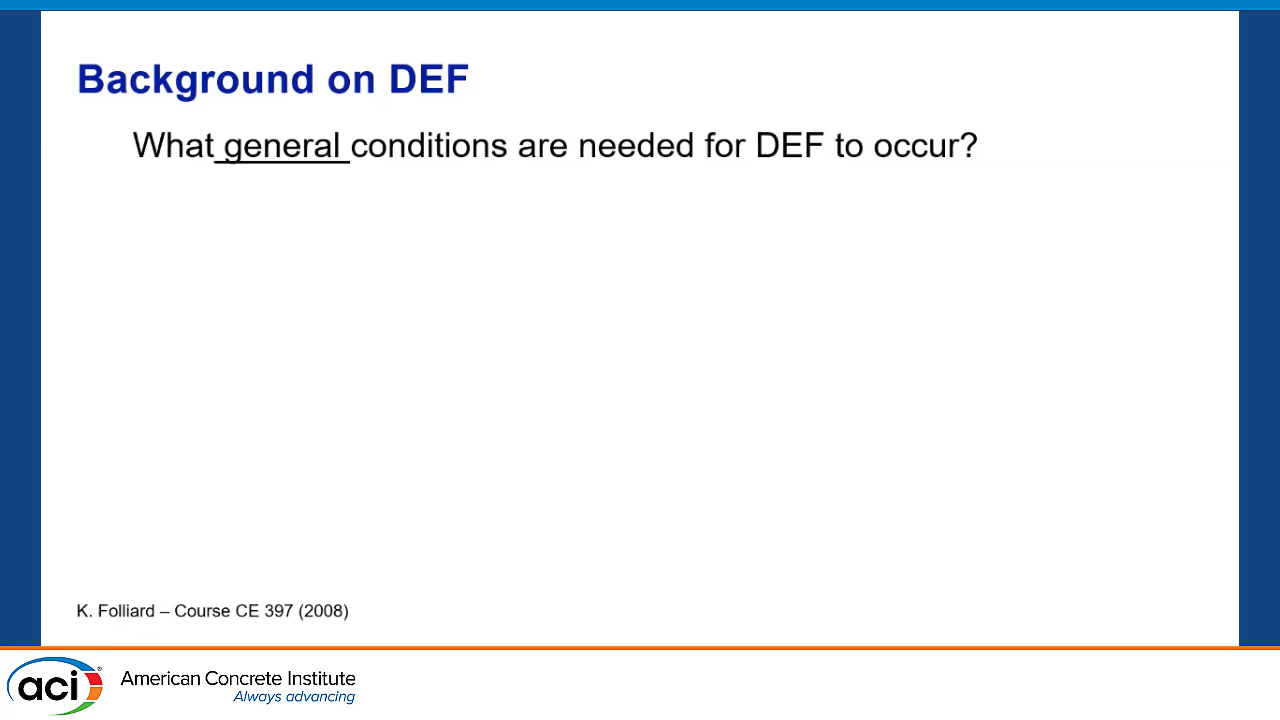 Background on DEF
What general conditions are needed for DEF to occur?
K. Folliard – Course CE 397 (2008)
aci®
American Concrete Institute
Always advancing